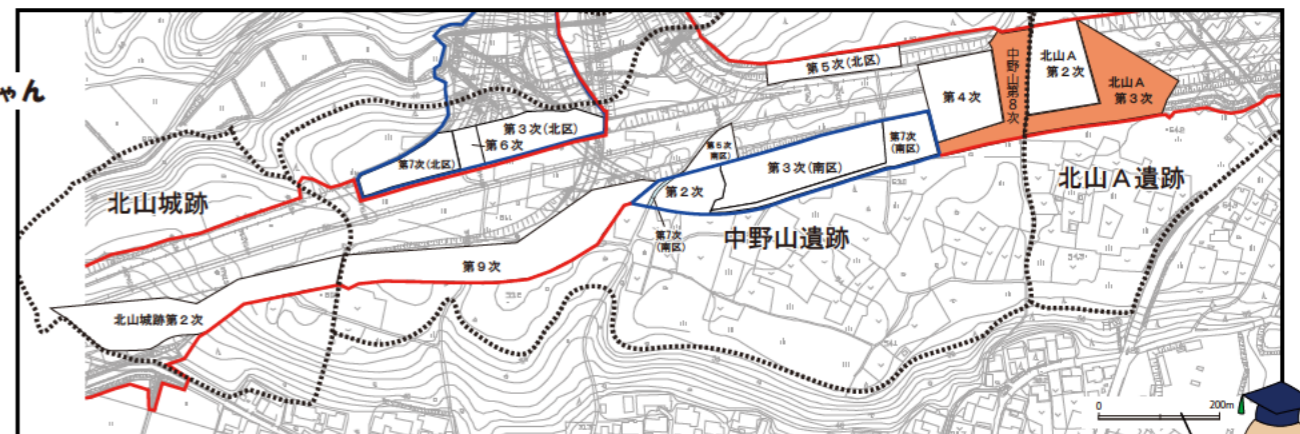 ゃん
第5次(北区)
中野山第8次
北山A
第2次
北山A
第3次
第4次
第3次(北区)
第6次
第7次(北区)
第5次
南区)
第7次
(南区)
第3次(南区)
第2次
第7次
(南区)
北山城跡
北山A遺跡
中野山遺跡
第9次
北山城跡第2次
0
200m